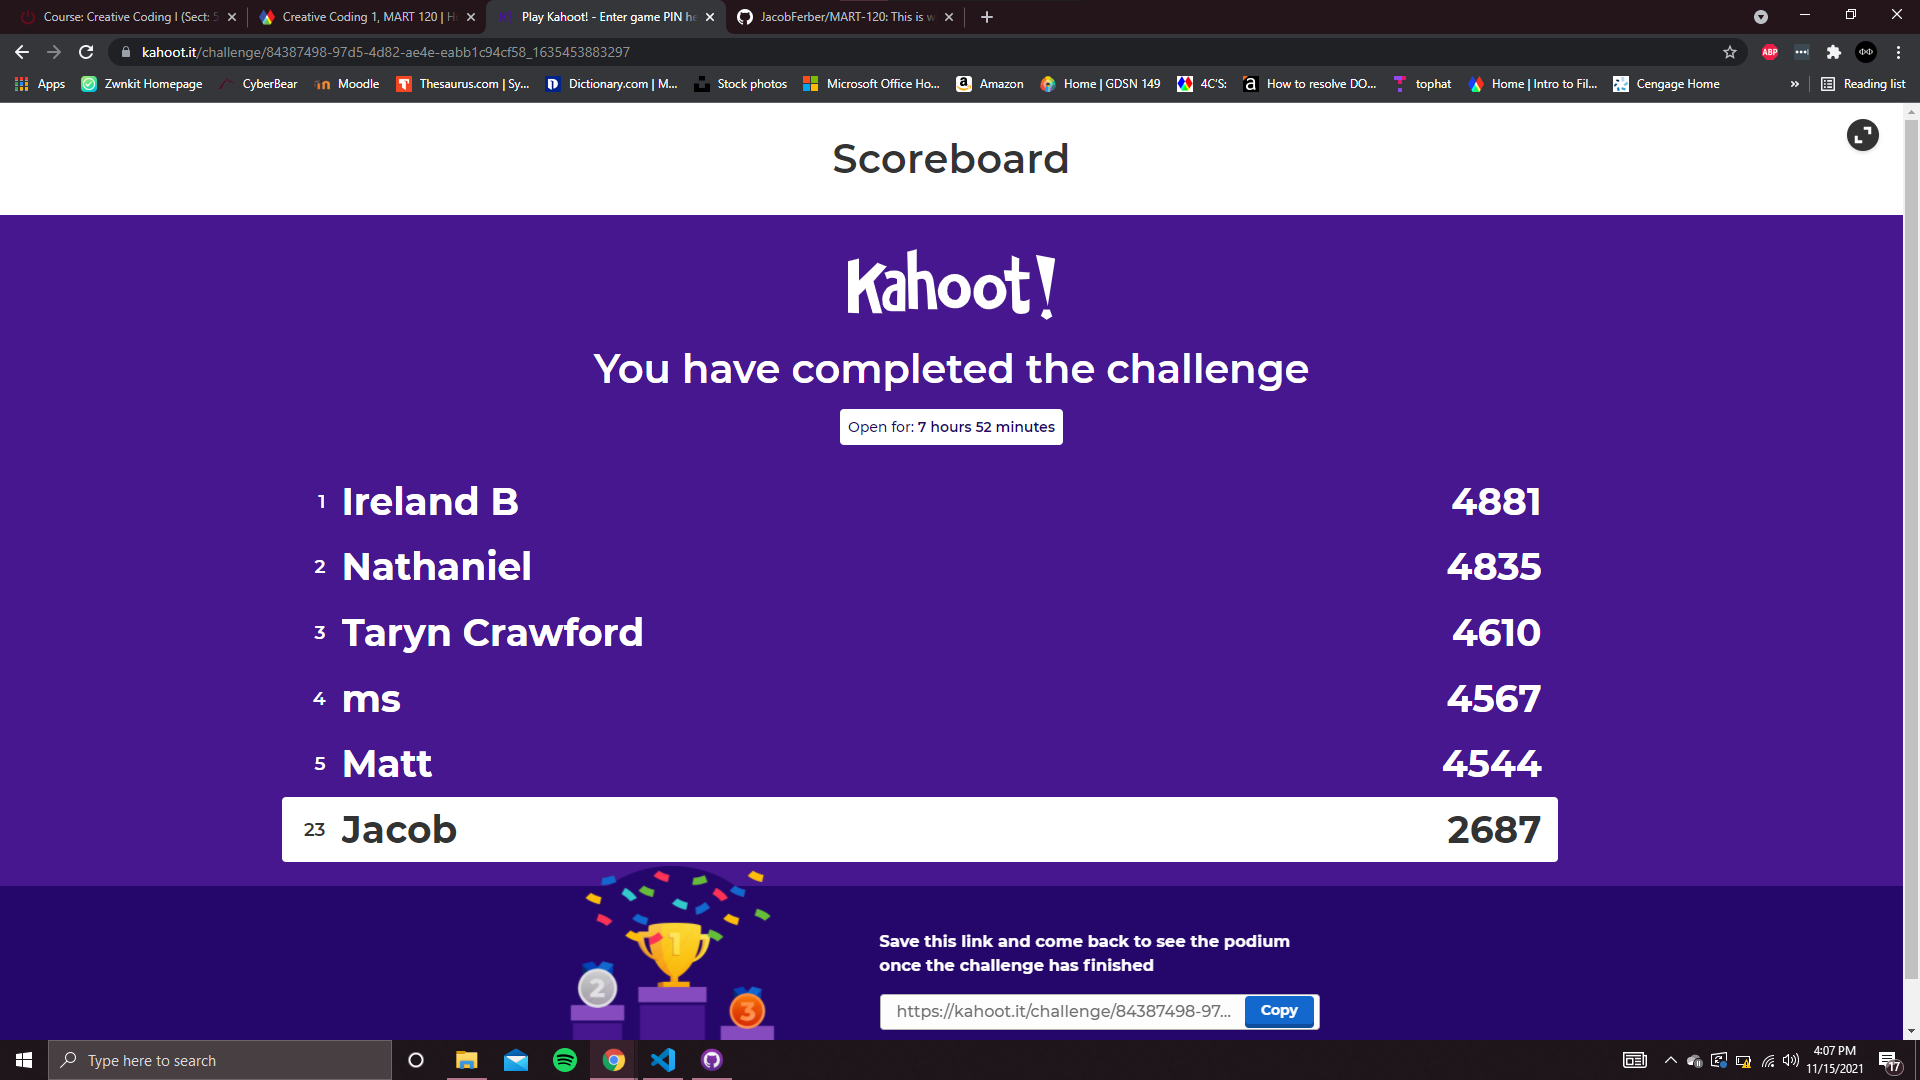 Course: Creative Coding I (Sect: 5
Creative Coding 1, MART 120 | H
Play Kahoot! - Enter game PIN he
JacobFerber/MART-120: This is w
kahoot.it/challenge/84387498-97d5-4d82-ae4e-eabb1c94cf58_1635453883297
ABP
Apps
Zwnkit Homepage
CyberBear
Moodle
Thesaurus.com | Sy...
Dictionary.com | M...
Stock photos
Microsoft Office Ho...
Amazon
Home | GDSN 149
4C'S:
How to resolve DO...
tophat
Home | Intro to Fil...
Cengage Home
»
Reading list
Scoreboard
Kahoot!
You have completed the challenge
Open for: 7 hours 52 minutes
1 Ireland B 4881
2 Nathaniel 4835
3 Taryn Crawford 4610
4 ms 4567
5 Matt 4544
23 Jacob 2687
1
2
3
Save this link and come back to see the podium
once the challenge has finished
https://kahoot.it/challenge/84387498-97...
Copy
Type here to search
4:07 PM
11/15/2021
17